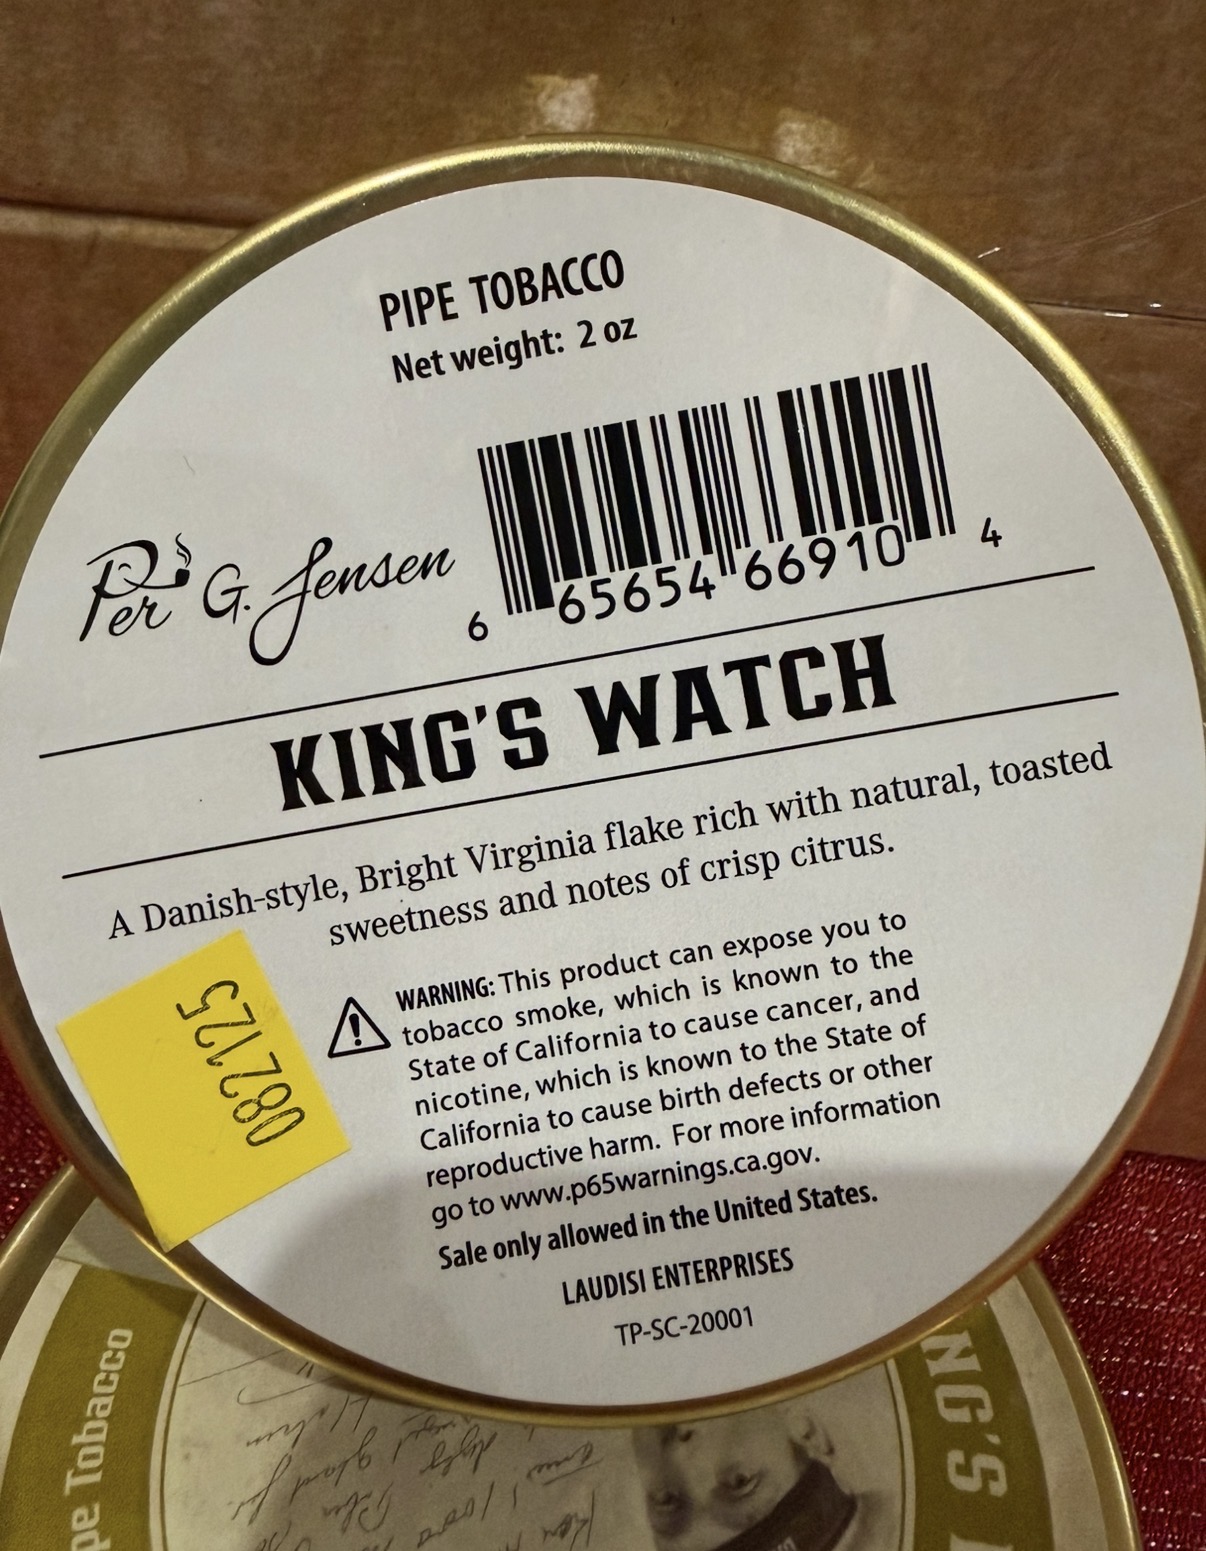 PIPE TOBACCO
Net weight: 2 oz
Per G. Jensen
6 65654 66910 4
KING'S WATCH
A Danish-style, Bright Virginia flake rich with natural, toasted
sweetness and notes of crisp citrus.
082125
WARNING: This product can expose you to
tobacco smoke, which is known to the
State of California to cause cancer, and
nicotine, which is known to the State of
California to cause birth defects or other
reproductive harm. For more information
go to www.p65warnings.ca.gov.
Sale only allowed in the United States.
LAUDISI ENTERPRISES
TP-SC-20001
pe Tobacco
NG'S